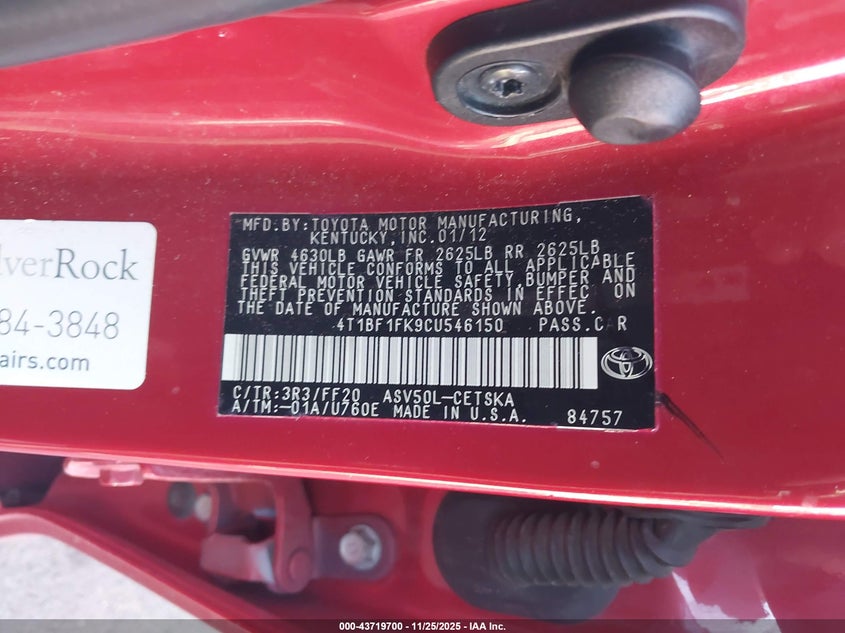 MFD.BY:TOYOTA MOTOR MANUFACTURING,
KENTUCKY,INC.01/12
GVWR 4630LB GAWR FR 2625LB RR 2625LB
THIS VEHICLE CONFORMS TO ALL APPLICABLE
FEDERAL MOTOR VEHICLE SAFETY,BUMPER AND
THEFT PREVENTION STANDARDS IN EFFEC ON
THE DATE OF MANUFACTURE SHOWN ABOVE.
4T1BF1FK9CU546150 PASS.CAR
C/TR:3R3/FF20 ASV50L-CETSKA
A/TM:-01A/U760E MADE IN U.S.A. 84757
lverRock
84-3848
airs.com
000-43719700 - 11/25/2025 - IAA Inc.